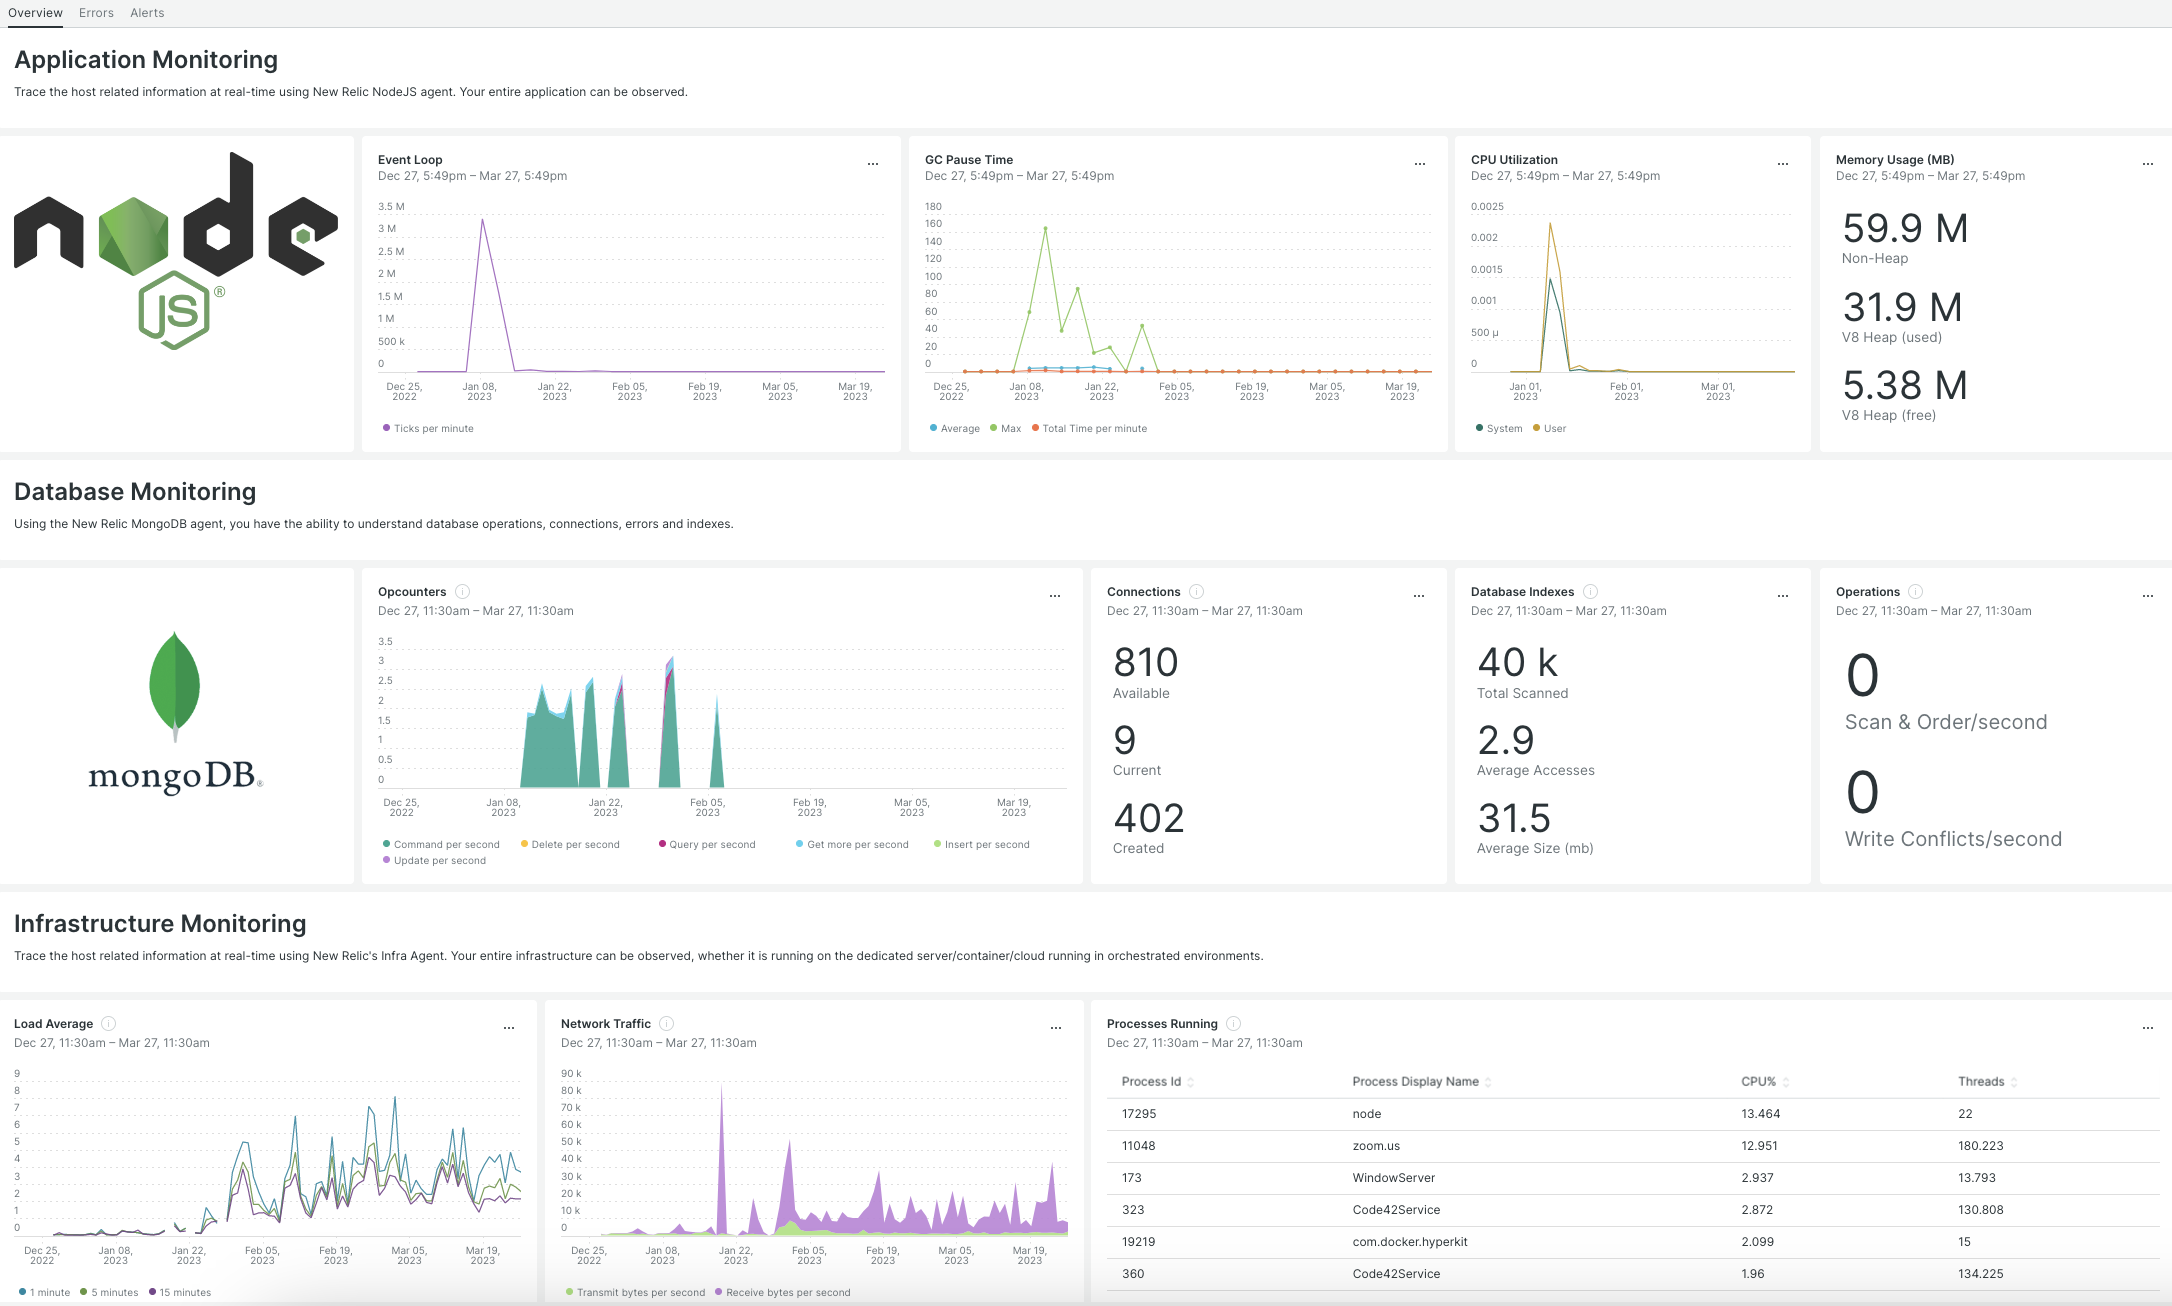 Overview Errors Alerts
Application Monitoring
Trace the host related information at real-time using New Relic NodeJS agent. Your entire application can be observed.
node
JS®
Event Loop ...
Dec 27, 5:49pm – Mar 27, 5:49pm
3.5 M
3 M
2.5 M
2 M
1.5 M
1 M
500 k
0
Dec 25, 2022 Jan 08, 2023 Jan 22, 2023 Feb 05, 2023 Feb 19, 2023 Mar 05, 2023 Mar 19, 2023
Ticks per minute
GC Pause Time ...
Dec 27, 5:49pm – Mar 27, 5:49pm
180
160
140
120
100
80
60
40
20
0
Dec 25, 2022 Jan 08, 2023 Jan 22, 2023 Feb 05, 2023 Feb 19, 2023 Mar 05, 2023 Mar 19, 2023
Average Max Total Time per minute
CPU Utilization ...
Dec 27, 5:49pm – Mar 27, 5:49pm
0.0025
0.002
0.0015
0.001
500 µ
0
Jan 01, 2023 Feb 01, 2023 Mar 01, 2023
System User
Memory Usage (MB) ...
Dec 27, 5:49pm – Mar 27, 5:49pm
59.9 M
Non-Heap
31.9 M
V8 Heap (used)
5.38 M
V8 Heap (free)
Database Monitoring
Using the New Relic MongoDB agent, you have the ability to understand database operations, connections, errors and indexes.
mongoDB®
Opcounters ...
Dec 27, 11:30am – Mar 27, 11:30am
3.5
3
2.5
2
1.5
1
0.5
0
Dec 25, 2022 Jan 08, 2023 Jan 22, 2023 Feb 05, 2023 Feb 19, 2023 Mar 05, 2023 Mar 19, 2023
Command per second Delete per second Query per second Get more per second Insert per second
Update per second
Connections ...
Dec 27, 11:30am – Mar 27, 11:30am
810
Available
9
Current
402
Created
Database Indexes ...
Dec 27, 11:30am – Mar 27, 11:30am
40 k
Total Scanned
2.9
Average Accesses
31.5
Average Size (mb)
Operations ...
Dec 27, 11:30am – Mar 27, 11:30am
0
Scan & Order/second
0
Write Conflicts/second
Infrastructure Monitoring
Trace the host related information at real-time using New Relic's Infra Agent. Your entire infrastructure can be observed, whether it is running on the dedicated server/container/cloud running in orchestrated environments.
Load Average ...
Dec 27, 11:30am – Mar 27, 11:30am
9
8
7
6
5
4
3
2
1
0
Dec 25, 2022 Jan 08, 2023 Jan 22, 2023 Feb 05, 2023 Feb 19, 2023 Mar 05, 2023 Mar 19, 2023
1 minute 5 minutes 15 minutes
Network Traffic ...
Dec 27, 11:30am – Mar 27, 11:30am
90 k
80 k
70 k
60 k
50 k
40 k
30 k
20 k
10 k
0
Dec 25, 2022 Jan 08, 2023 Jan 22, 2023 Feb 05, 2023 Feb 19, 2023 Mar 05, 2023 Mar 19, 2023
Transmit bytes per second Receive bytes per second
Processes Running ...
Dec 27, 11:30am – Mar 27, 11:30am
Process Id Process Display Name CPU% Threads
17295 node 13.464 22
11048 zoom.us 12.951 180.223
173 WindowServer 2.937 13.793
323 Code42Service 2.872 130.808
19219 com.docker.hyperkit 2.099 15
360 Code42Service 1.96 134.225